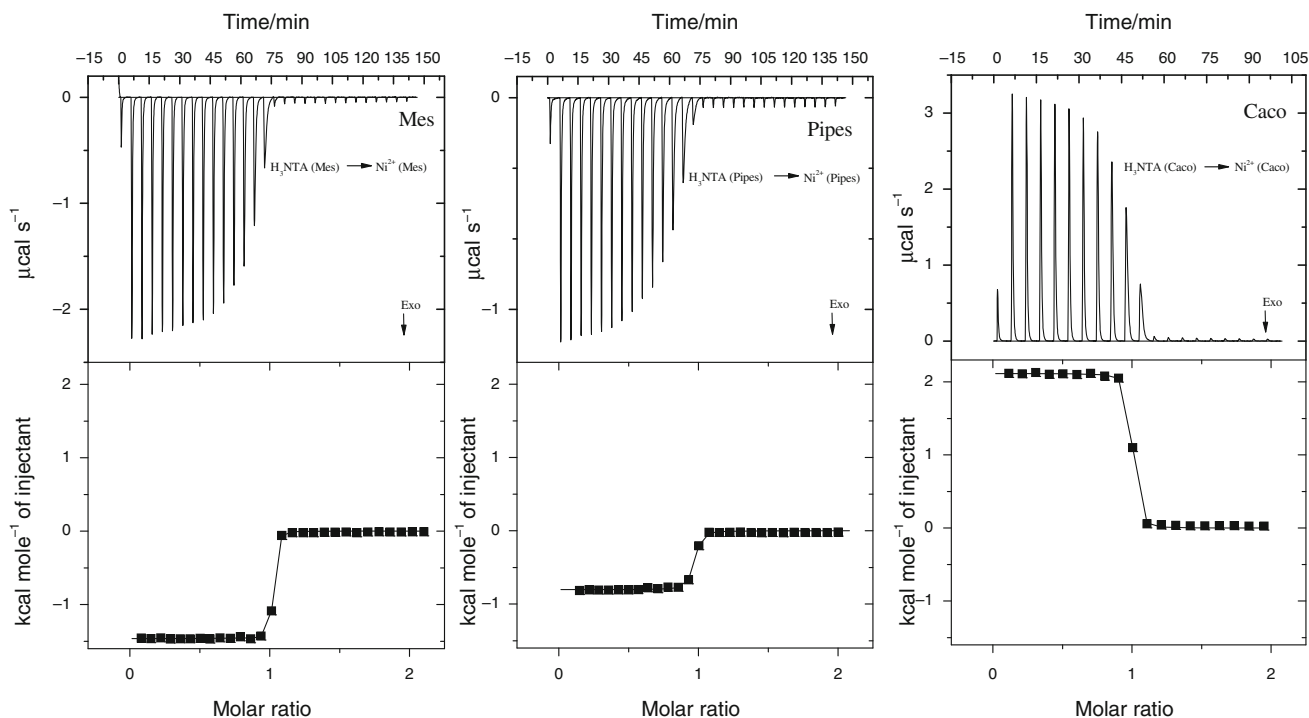 Time/min
−15 0 15 30 45 60 75 90 105 120 135 150
0
−1
−2
µcal s⁻¹
Mes
H₃NTA (Mes) → Ni²⁺ (Mes)
Exo
2
1
0
−1
kcal mole⁻¹ of injectant
0 1 2
Molar ratio
Time/min
−15 0 15 30 45 60 75 90 105 120 135 150
0
−1
µcal s⁻¹
Pipes
H₃NTA (Pipes) → Ni²⁺ (Pipes)
Exo
2
1
0
−1
kcal mole⁻¹ of injectant
0 1 2
Molar ratio
Time/min
−15 0 15 30 45 60 75 90 105
3
2
1
0
µcal s⁻¹
Caco
H₃NTA (Caco) → Ni²⁺ (Caco)
Exo
2
1
0
−1
kcal mole⁻¹ of injectant
0 1 2
Molar ratio